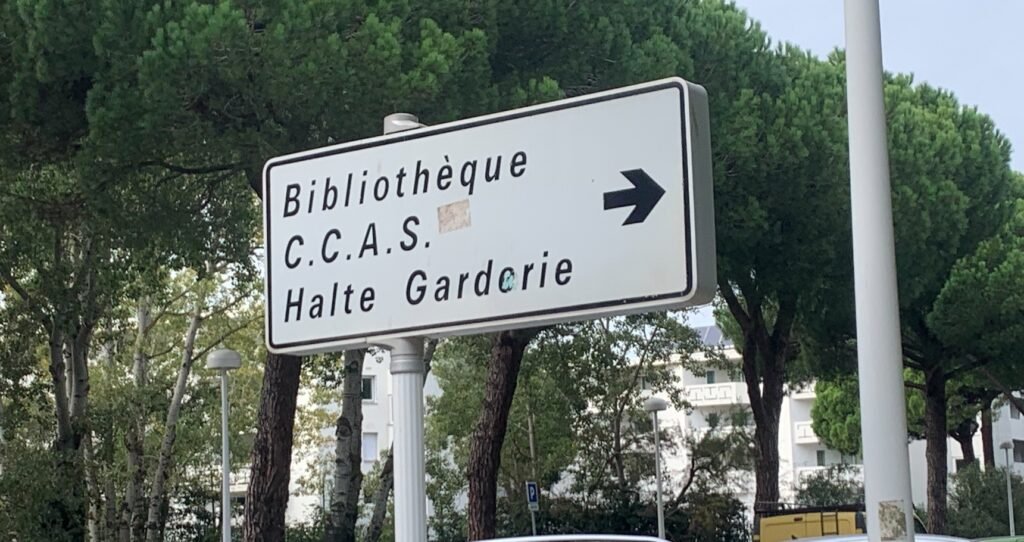 Bibliothèque
C.C.A.S.
Halte Garderie
P